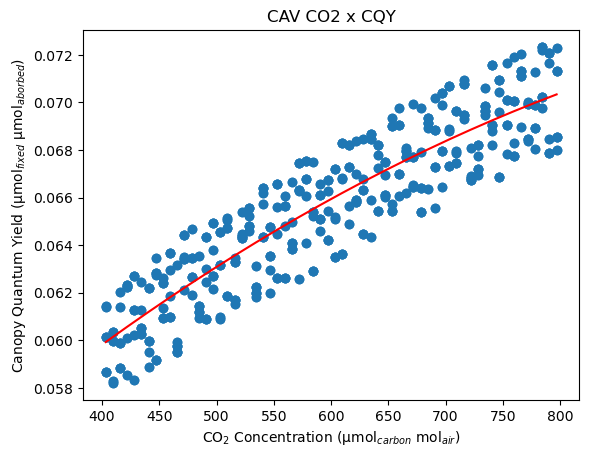 CAV CO2 x CQY
Canopy Quantum Yield (μmol_fixed μmol_aborbed)
0.072
0.070
0.068
0.066
0.064
0.062
0.060
0.058
400 450 500 550 600 650 700 750 800
CO₂ Concentration (μmol_carbon mol_air)